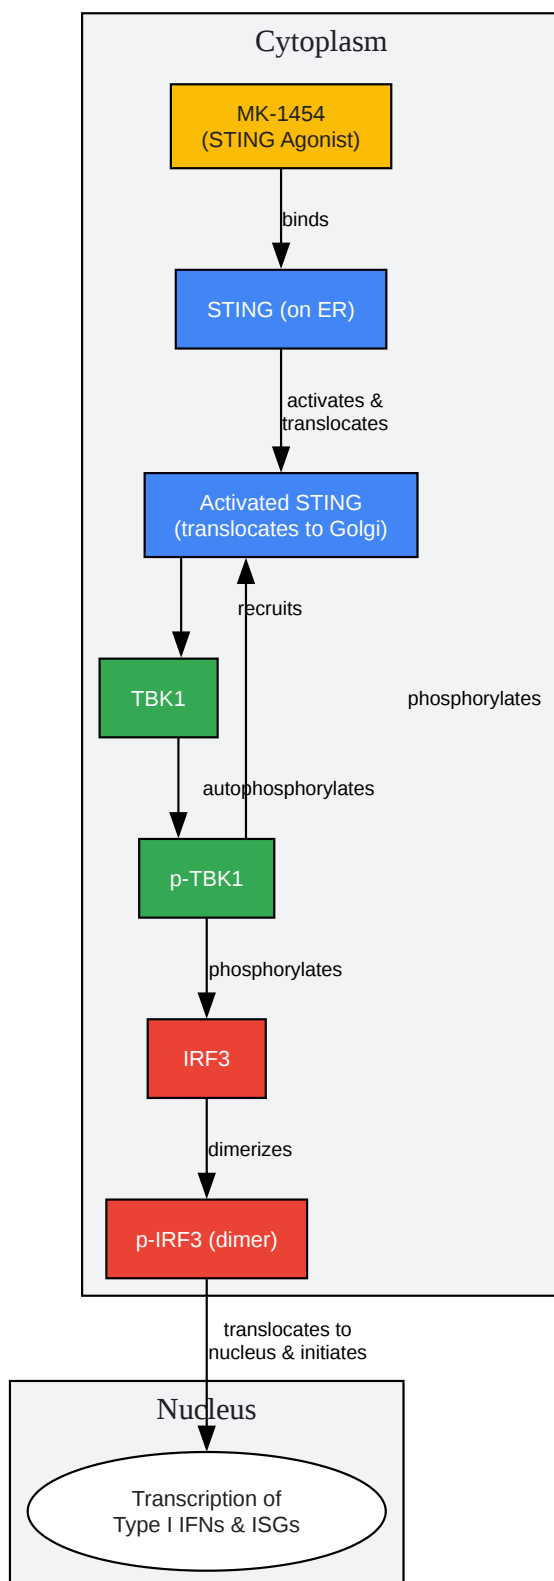 Cytoplasm
MK-1454
(STING Agonist)
binds
STING (on ER)
activates &
translocates
Activated STING
(translocates to Golgi)
recruits
TBK1
phosphorylates
autophosphorylates
p-TBK1
phosphorylates
IRF3
dimerizes
p-IRF3 (dimer)
translocates to
nucleus & initiates
Nucleus
Transcription of
Type I IFNs & ISGs